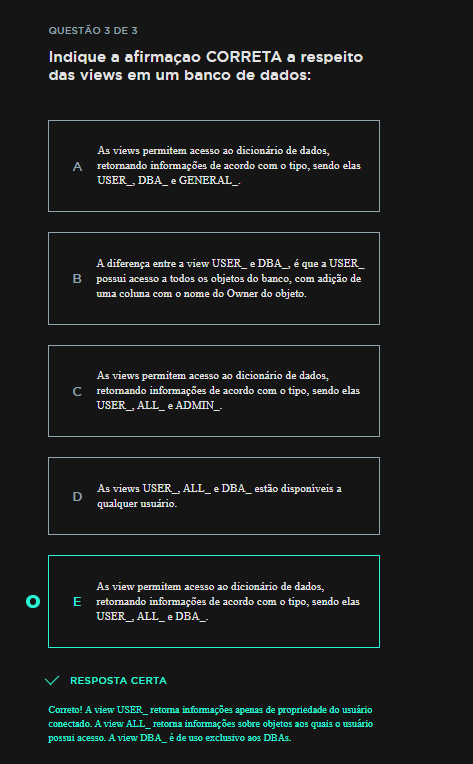 QUESTÃO 3 DE 3
Indique a afirmaçao CORRETA a respeito
das views em um banco de dados:
A
As views permitem acesso ao dicionário de dados,
retornando informações de acordo com o tipo, sendo elas
USER_, DBA_ e GENERAL_.
B
A diferença entre a view USER_ e DBA_, é que a USER_
possui acesso a todos os objetos do banco, com adição de
uma coluna com o nome do Owner do objeto.
C
As views permitem acesso ao dicionário de dados,
retornando informações de acordo com o tipo, sendo elas
USER_, ALL_ e ADMIN_.
D
As views USER_, ALL_ e DBA_ estão disponíveis a
qualquer usuário.
E
As view permitem acesso ao dicionário de dados,
retornando informações de acordo com o tipo, sendo elas
USER_, ALL_ e DBA_.
RESPOSTA CERTA
Correto! A view USER_ retorna informações apenas de propriedade do usuário
conectado. A view ALL_ retorna informações sobre objetos aos quais o usuário
possui acesso. A view DBA_ é de uso exclusivo aos DBAs.